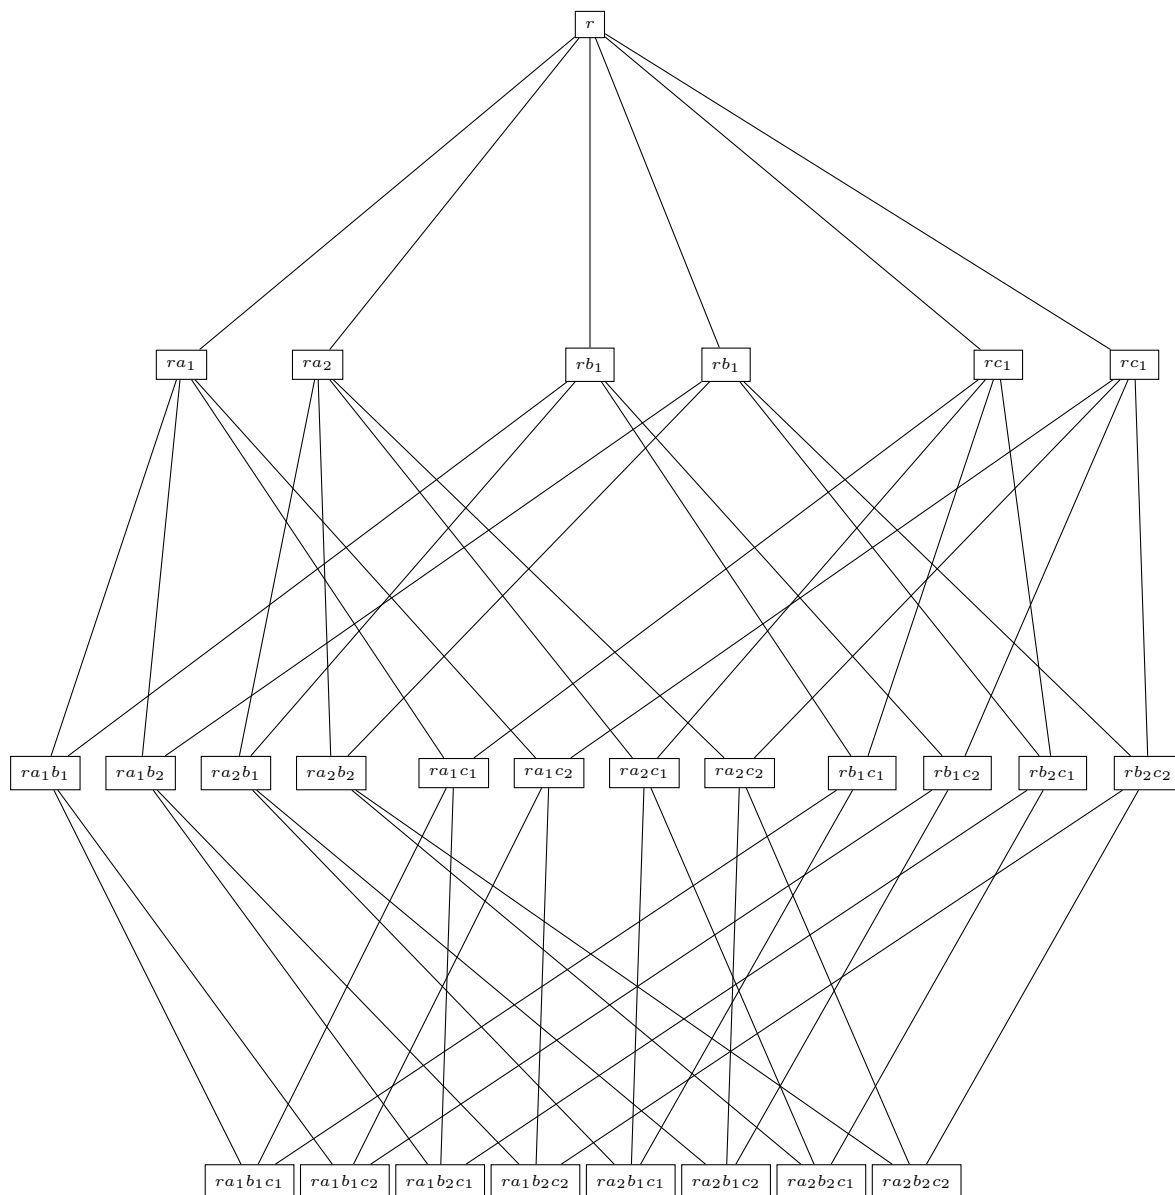 r
ra₁ ra₂ rb₁ rb₁ rc₁ rc₁
ra₁b₁ ra₁b₂ ra₂b₁ ra₂b₂ ra₁c₁ ra₁c₂ ra₂c₁ ra₂c₂ rb₁c₁ rb₁c₂ rb₂c₁ rb₂c₂
ra₁b₁c₁ ra₁b₁c₂ ra₁b₂c₁ ra₁b₂c₂ ra₂b₁c₁ ra₂b₁c₂ ra₂b₂c₁ ra₂b₂c₂